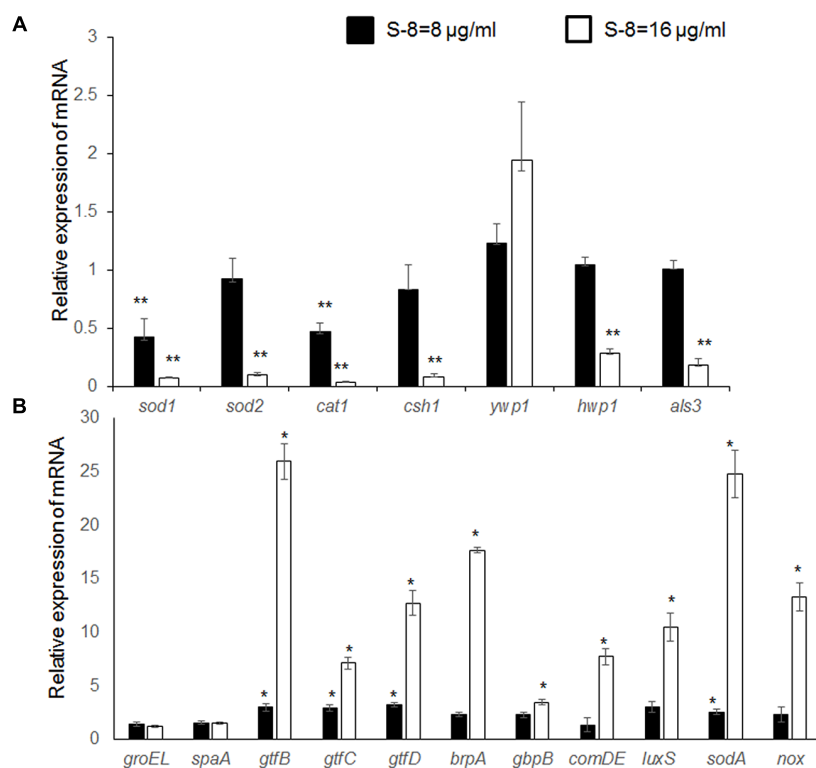 A
S-8=8 µg/ml
S-8=16 µg/ml
Relative expression of mRNA
3
2.5
2
1.5
1
0.5
0
** ** ** ** ** ** ** **
sod1 sod2 cat1 csh1 ywp1 hwp1 als3
B
Relative expression of mRNA
30
25
20
15
10
5
0
* * * * * * * * * * * * *
groEL spaA gtfB gtfC gtfD brpA gbpB comDE luxS sodA nox